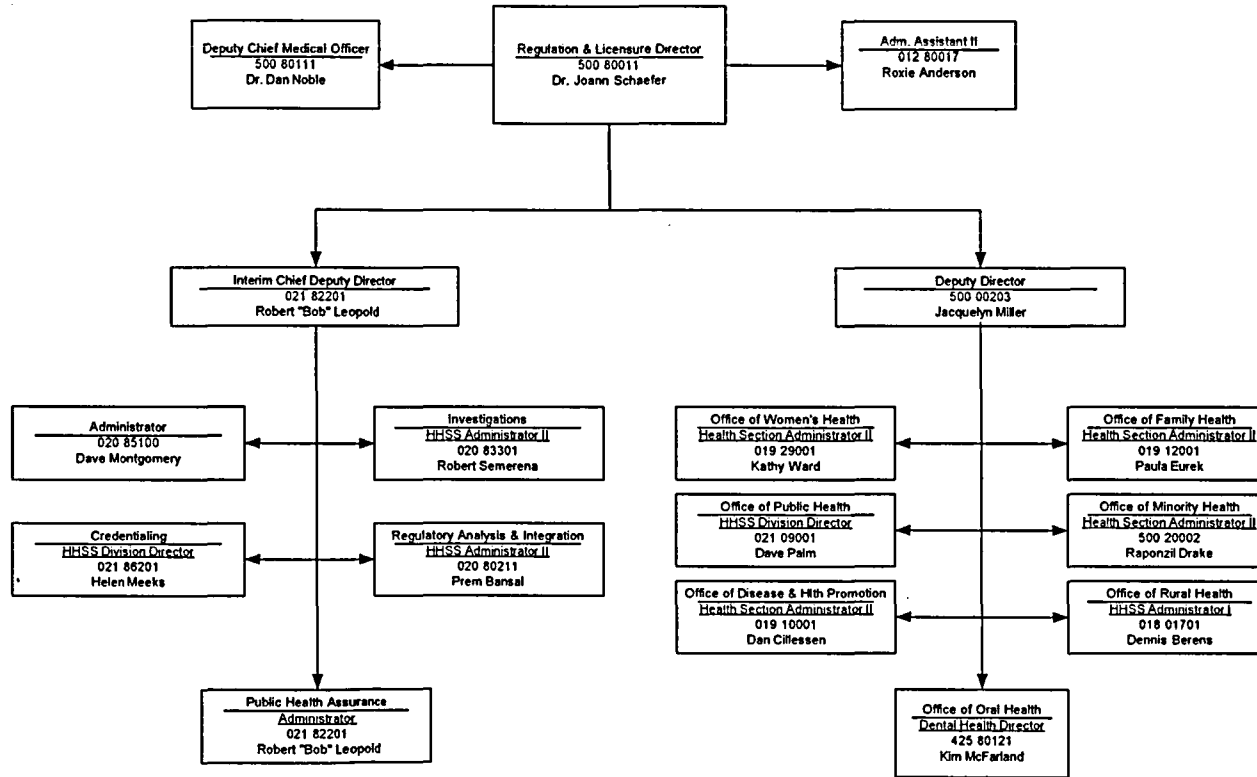 Deputy Chief Medical Officer
500 80111
Dr. Dan Noble
Regulation & Licensure Director
500 80011
Dr. Joann Schaefer
Adm. Assistant II
012 80017
Roxie Anderson
Interim Chief Deputy Director
021 82201
Robert "Bob" Leopold
Deputy Director
500 00203
Jacquelyn Miller
Administrator
020 85100
Dave Montgomery
Investigations
HHSS Administrator II
020 83301
Robert Semerena
Credentialing
HHSS Division Director
021 86201
Helen Meeks
Regulatory Analysis & Integration
HHSS Administrator II
020 80211
Prem Bansal
Public Health Assurance
Administrator
021 82201
Robert "Bob" Leopold
Office of Women's Health
Health Section Administrator II
019 29001
Kathy Ward
Office of Family Health
Health Section Administrator II
019 12001
Paula Eurek
Office of Public Health
HHSS Division Director
021 09001
Dave Palm
Office of Minority Health
Health Section Administrator II
500 20002
Raponzil Drake
Office of Disease & Hlth Promotion
Health Section Administrator II
019 10001
Dan Cillessen
Office of Rural Health
HHSS Administrator I
018 01701
Dennis Berens
Office of Oral Health
Dental Health Director
425 80121
Kim McFarland